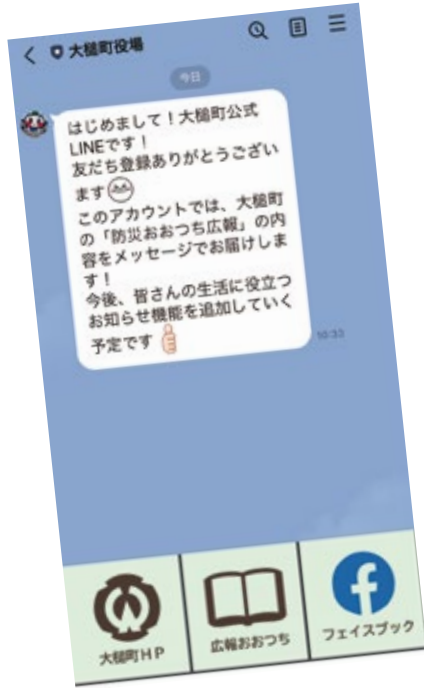 大槌町役場
今日
はじめまして！大槌町公式
LINEです！
友だち登録ありがとうござい
ます
このアカウントでは、大槌町
の「防災おおつち広報」の内
容をメッセージでお届けしま
す！
今後、皆さんの生活に役立つ
お知らせ機能を追加していく
予定です
10:33
大槌町HP
広報おおつち
フェイスブック